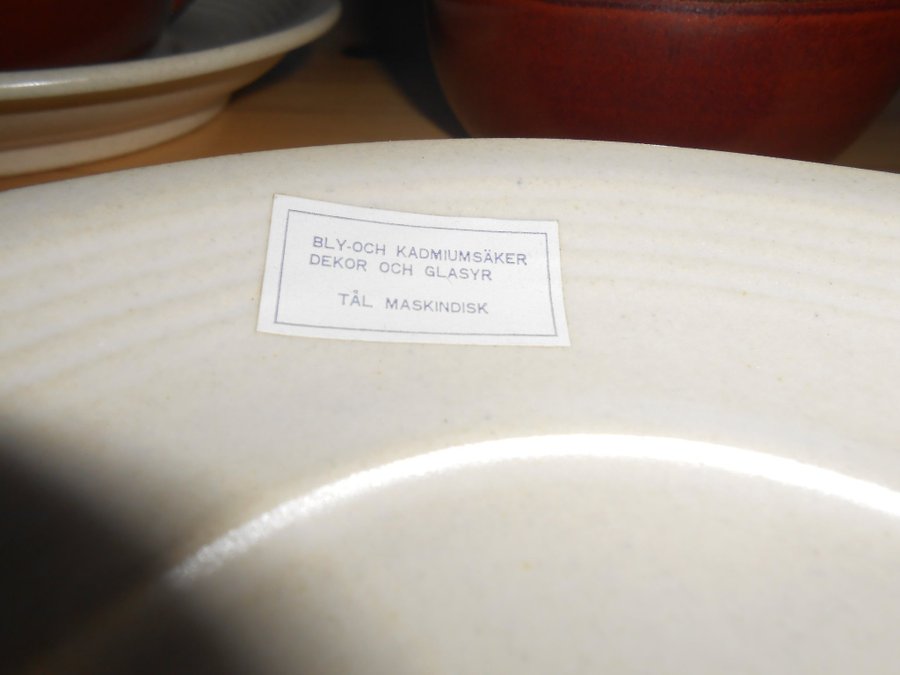 BLY-OCH KADMIUMSÄKER
DEKOR OCH GLASYR
TÅL MASKINDISK